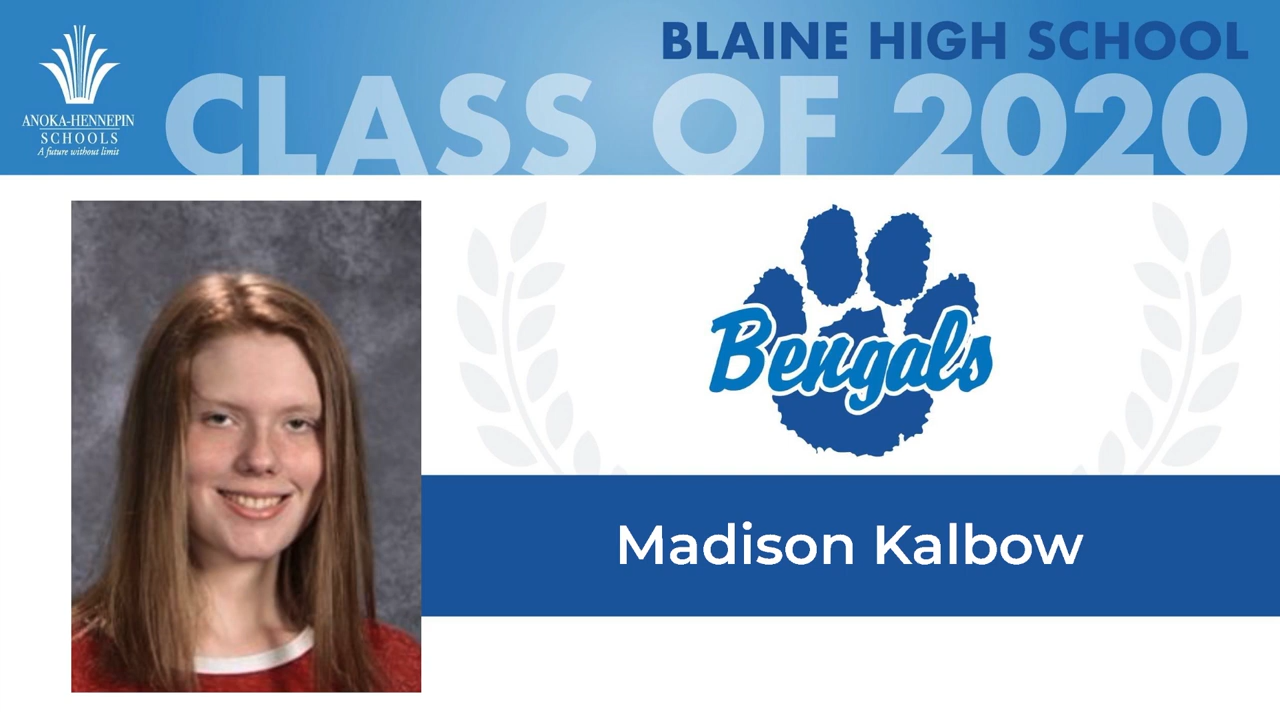 BLAINE HIGH SCHOOL
CLASS OF 2020
ANOKA-HENNEPIN
SCHOOLS
A future without limit
Bengals
Madison Kalbow